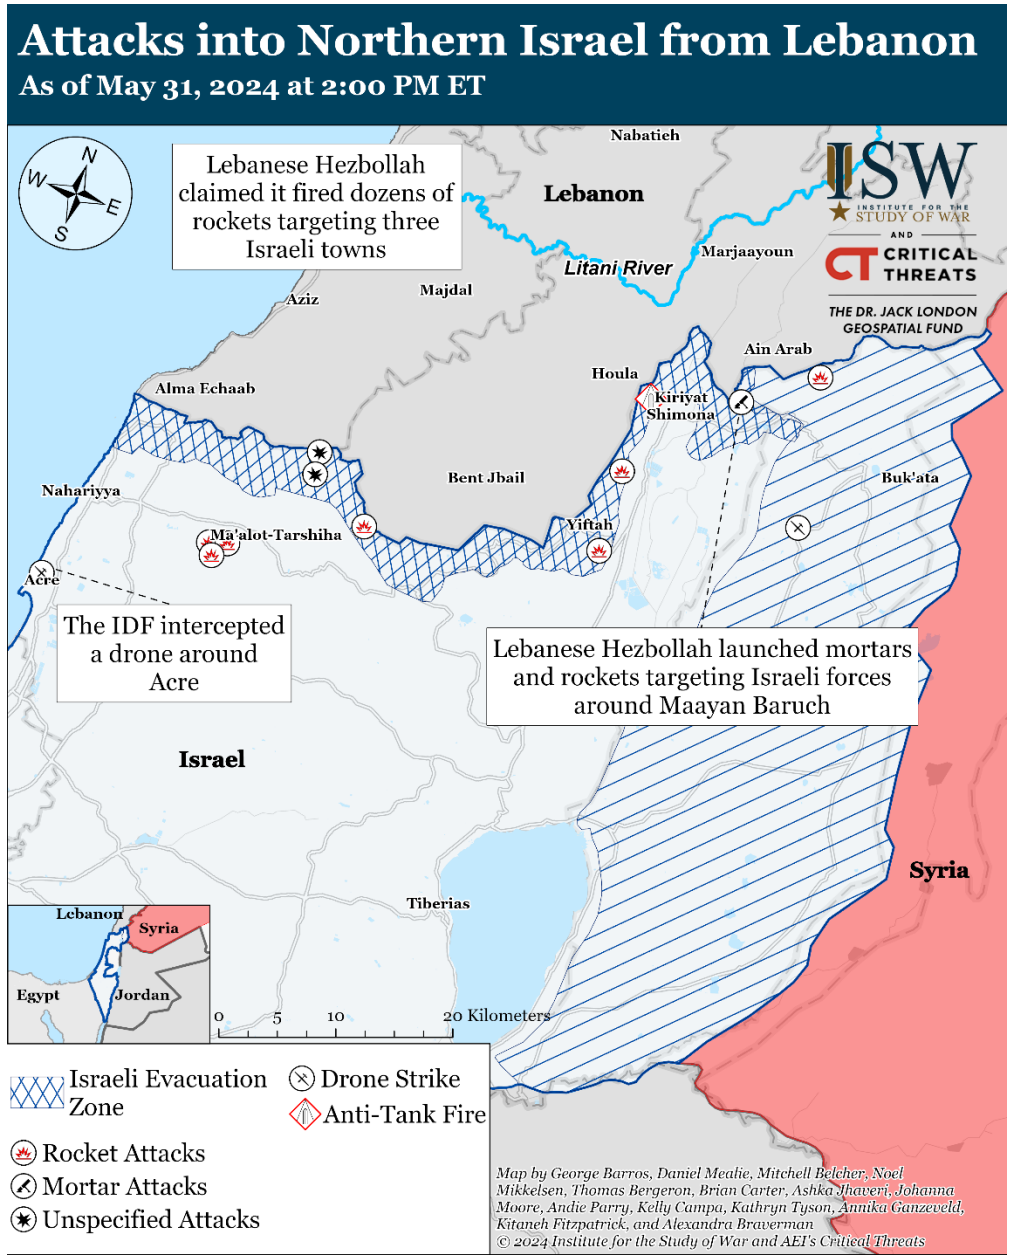 Attacks into Northern Israel from Lebanon
As of May 31, 2024 at 2:00 PM ET
N
W
E
S
Lebanese Hezbollah
claimed it fired dozens of
rockets targeting three
Israeli towns
Nabatieh
Lebanon
ISW
INSTITUTE FOR THE
STUDY OF WAR
AND
CT CRITICAL
THREATS
THE DR. JACK LONDON
GEOSPATIAL FUND
Marjaayoun
Litani River
Majdal
Aziz
Ain Arab
Houla
Alma Echaab
Kiriyat
Shimona
Bent Jbail
Buk'ata
Nahariyya
Yiftah
Ma'alot-Tarshiha
Acre
The IDF intercepted
a drone around
Acre
Lebanese Hezbollah launched mortars
and rockets targeting Israeli forces
around Maayan Baruch
Israel
Syria
Tiberias
Lebanon
Syria
Egypt
Jordan
0 5 10 20 Kilometers
Israeli Evacuation
Zone
Drone Strike
Anti-Tank Fire
Rocket Attacks
Mortar Attacks
Unspecified Attacks
Map by George Barros, Daniel Mealie, Mitchell Belcher, Noel
Mikkelsen, Thomas Bergeron, Brian Carter, Ashka Jhaveri, Johanna
Moore, Andie Parry, Kelly Campa, Kathryn Tyson, Annika Ganzeveld,
Kitaneh Fitzpatrick, and Alexandra Braverman
© 2024 Institute for the Study of War and AEI's Critical Threats